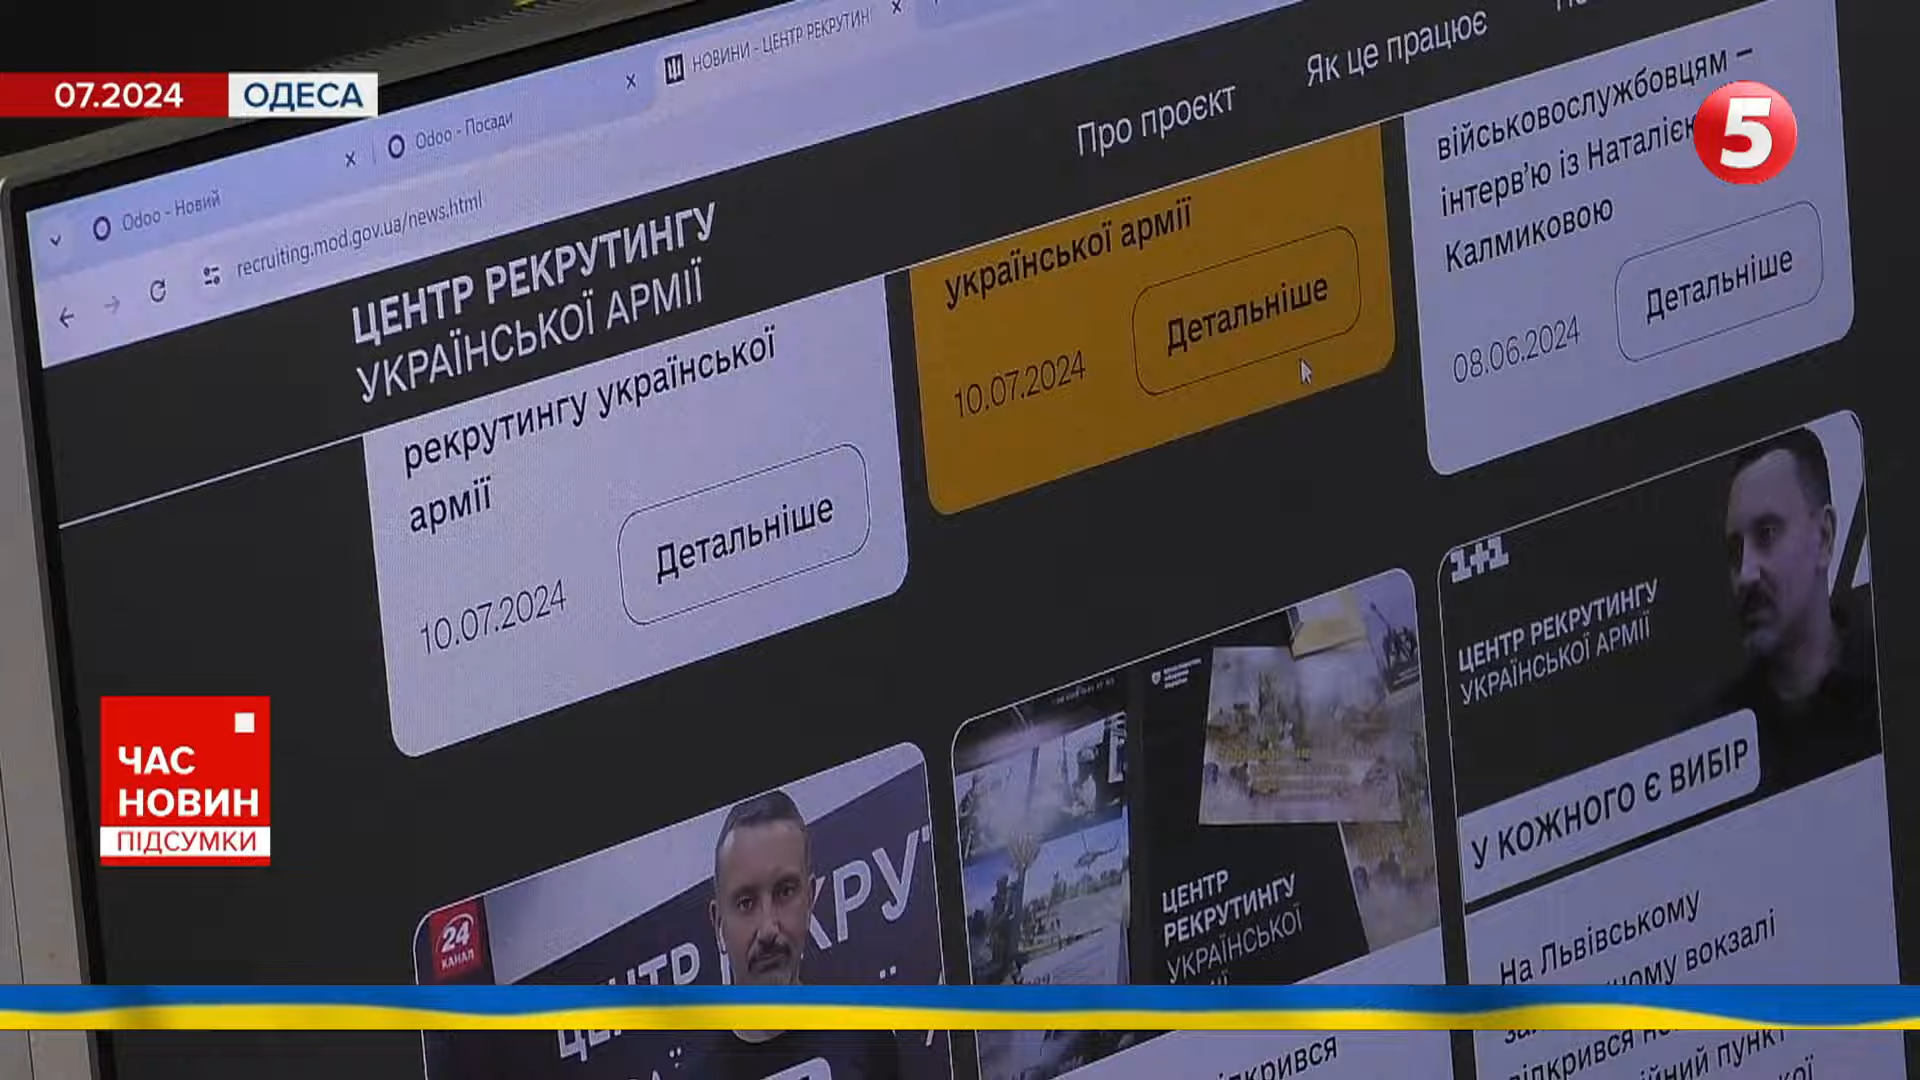 07.2024
ОДЕСА
5
Odoo - Новий
Odoo - Посади
НОВИНИ - ЦЕНТР РЕКРУТИН
recruiting.mod.gov.ua/news.html
ЦЕНТР РЕКРУТИНГУ
УКРАЇНСЬКОЇ АРМІЇ
Про проєкт
Як це працює
рекрутингу української
армії
10.07.2024
Детальніше
української армії
10.07.2024
Детальніше
військовослужбовцям –
інтерв'ю із Наталією
Калмиковою
08.06.2024
Детальніше
24
КАНАЛ
ЦЕНТР
РЕКРУТИНГУ
УКРАЇНСЬКОЇ
1+1
ЦЕНТР РЕКРУТИНГУ
УКРАЇНСЬКОЇ АРМІЇ
У КОЖНОГО Є ВИБІР
На Львівському
вокзалі
відкрився
пункт
ЧАС
НОВИН
ПІДСУМКИ